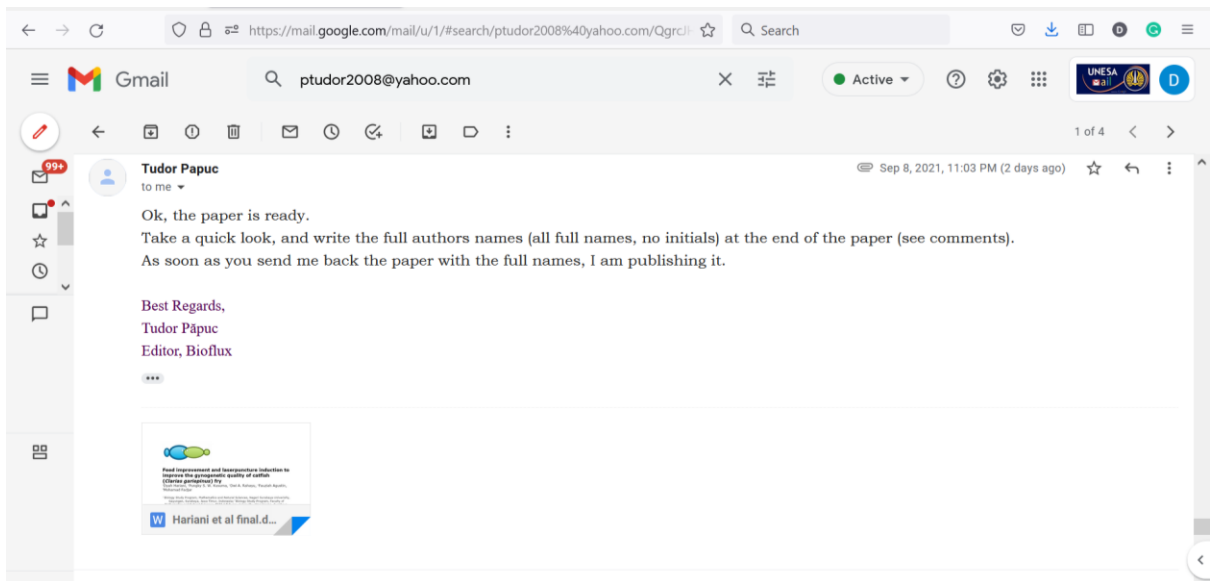 https://mail.google.com/mail/u/1/#search/ptudor2008%40yahoo.com/QgrcJH
Search
Gmail
ptudor2008@yahoo.com
Active
UNESA
mail
D
1 of 4
99+
Tudor Papuc
Sep 8, 2021, 11:03 PM (2 days ago)
to me
Ok, the paper is ready.
Take a quick look, and write the full authors names (all full names, no initials) at the end of the paper (see comments).
As soon as you send me back the paper with the full names, I am publishing it.
Best Regards,
Tudor Păpuc
Editor, Bioflux
Feed improvement and laserpuncture induction to
improve the gynogenetic quality of catfish
(Clarias gariepinus) fry
W Hariani et al final.d...